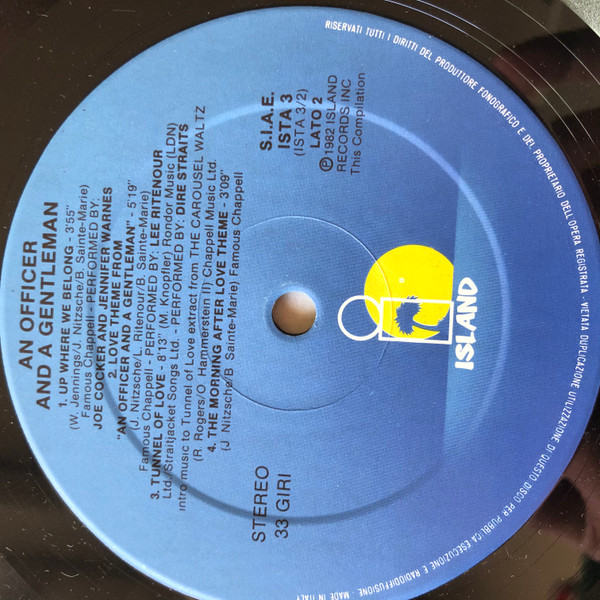 AN OFFICER
AND A GENTLEMAN
1. UP WHERE WE BELONG - 3'55"
(W. Jennings/J. Nitzsche/B. Sainte-Marie)
Famous Chappell - PERFORMED BY:
JOE COCKER AND JENNIFER WARNES
2. LOVE THEME FROM
"AN OFFICER AND A GENTLEMAN" - 5'19"
(J. Nitzsche/L. Ritenour/B. Sainte-Marie)
Famous Chappell - PERFORMED BY: LEE RITENOUR
3. TUNNEL OF LOVE - 8'13" (M. Knopfler) Rondor Music (LDN)
Ltd./Straitjacket Songs Ltd. - PERFORMED BY: DIRE STRAITS
intro music to Tunnel of Love extract from THE CAROUSEL WALTZ
(R. Rogers/O. Hammerstein II) Chappell Music Ltd.
4. THE MORNING AFTER LOVE THEME - 3'09"
(J. Nitzsche/B Sainte-Marie) Famous Chappell
STEREO
33 GIRI
S.I.A.E.
ISTA 3
(ISTA 3/2)
LATO 2
℗ 1982 ISLAND
RECORDS INC
This Compilation
ISLAND
RISERVATI TUTTI I DIRITTI DEL PRODUTTORE FONOGRAFICO E DEL PROPRIETARIO DELL'OPERA REGISTRATA - VIETATA DUPLICAZIONE UTILIZZAZIONE DI QUESTO DISCO PER PUBBLICA ESECUZIONE E RADIODIFFUSIONE - MADE IN ITALY